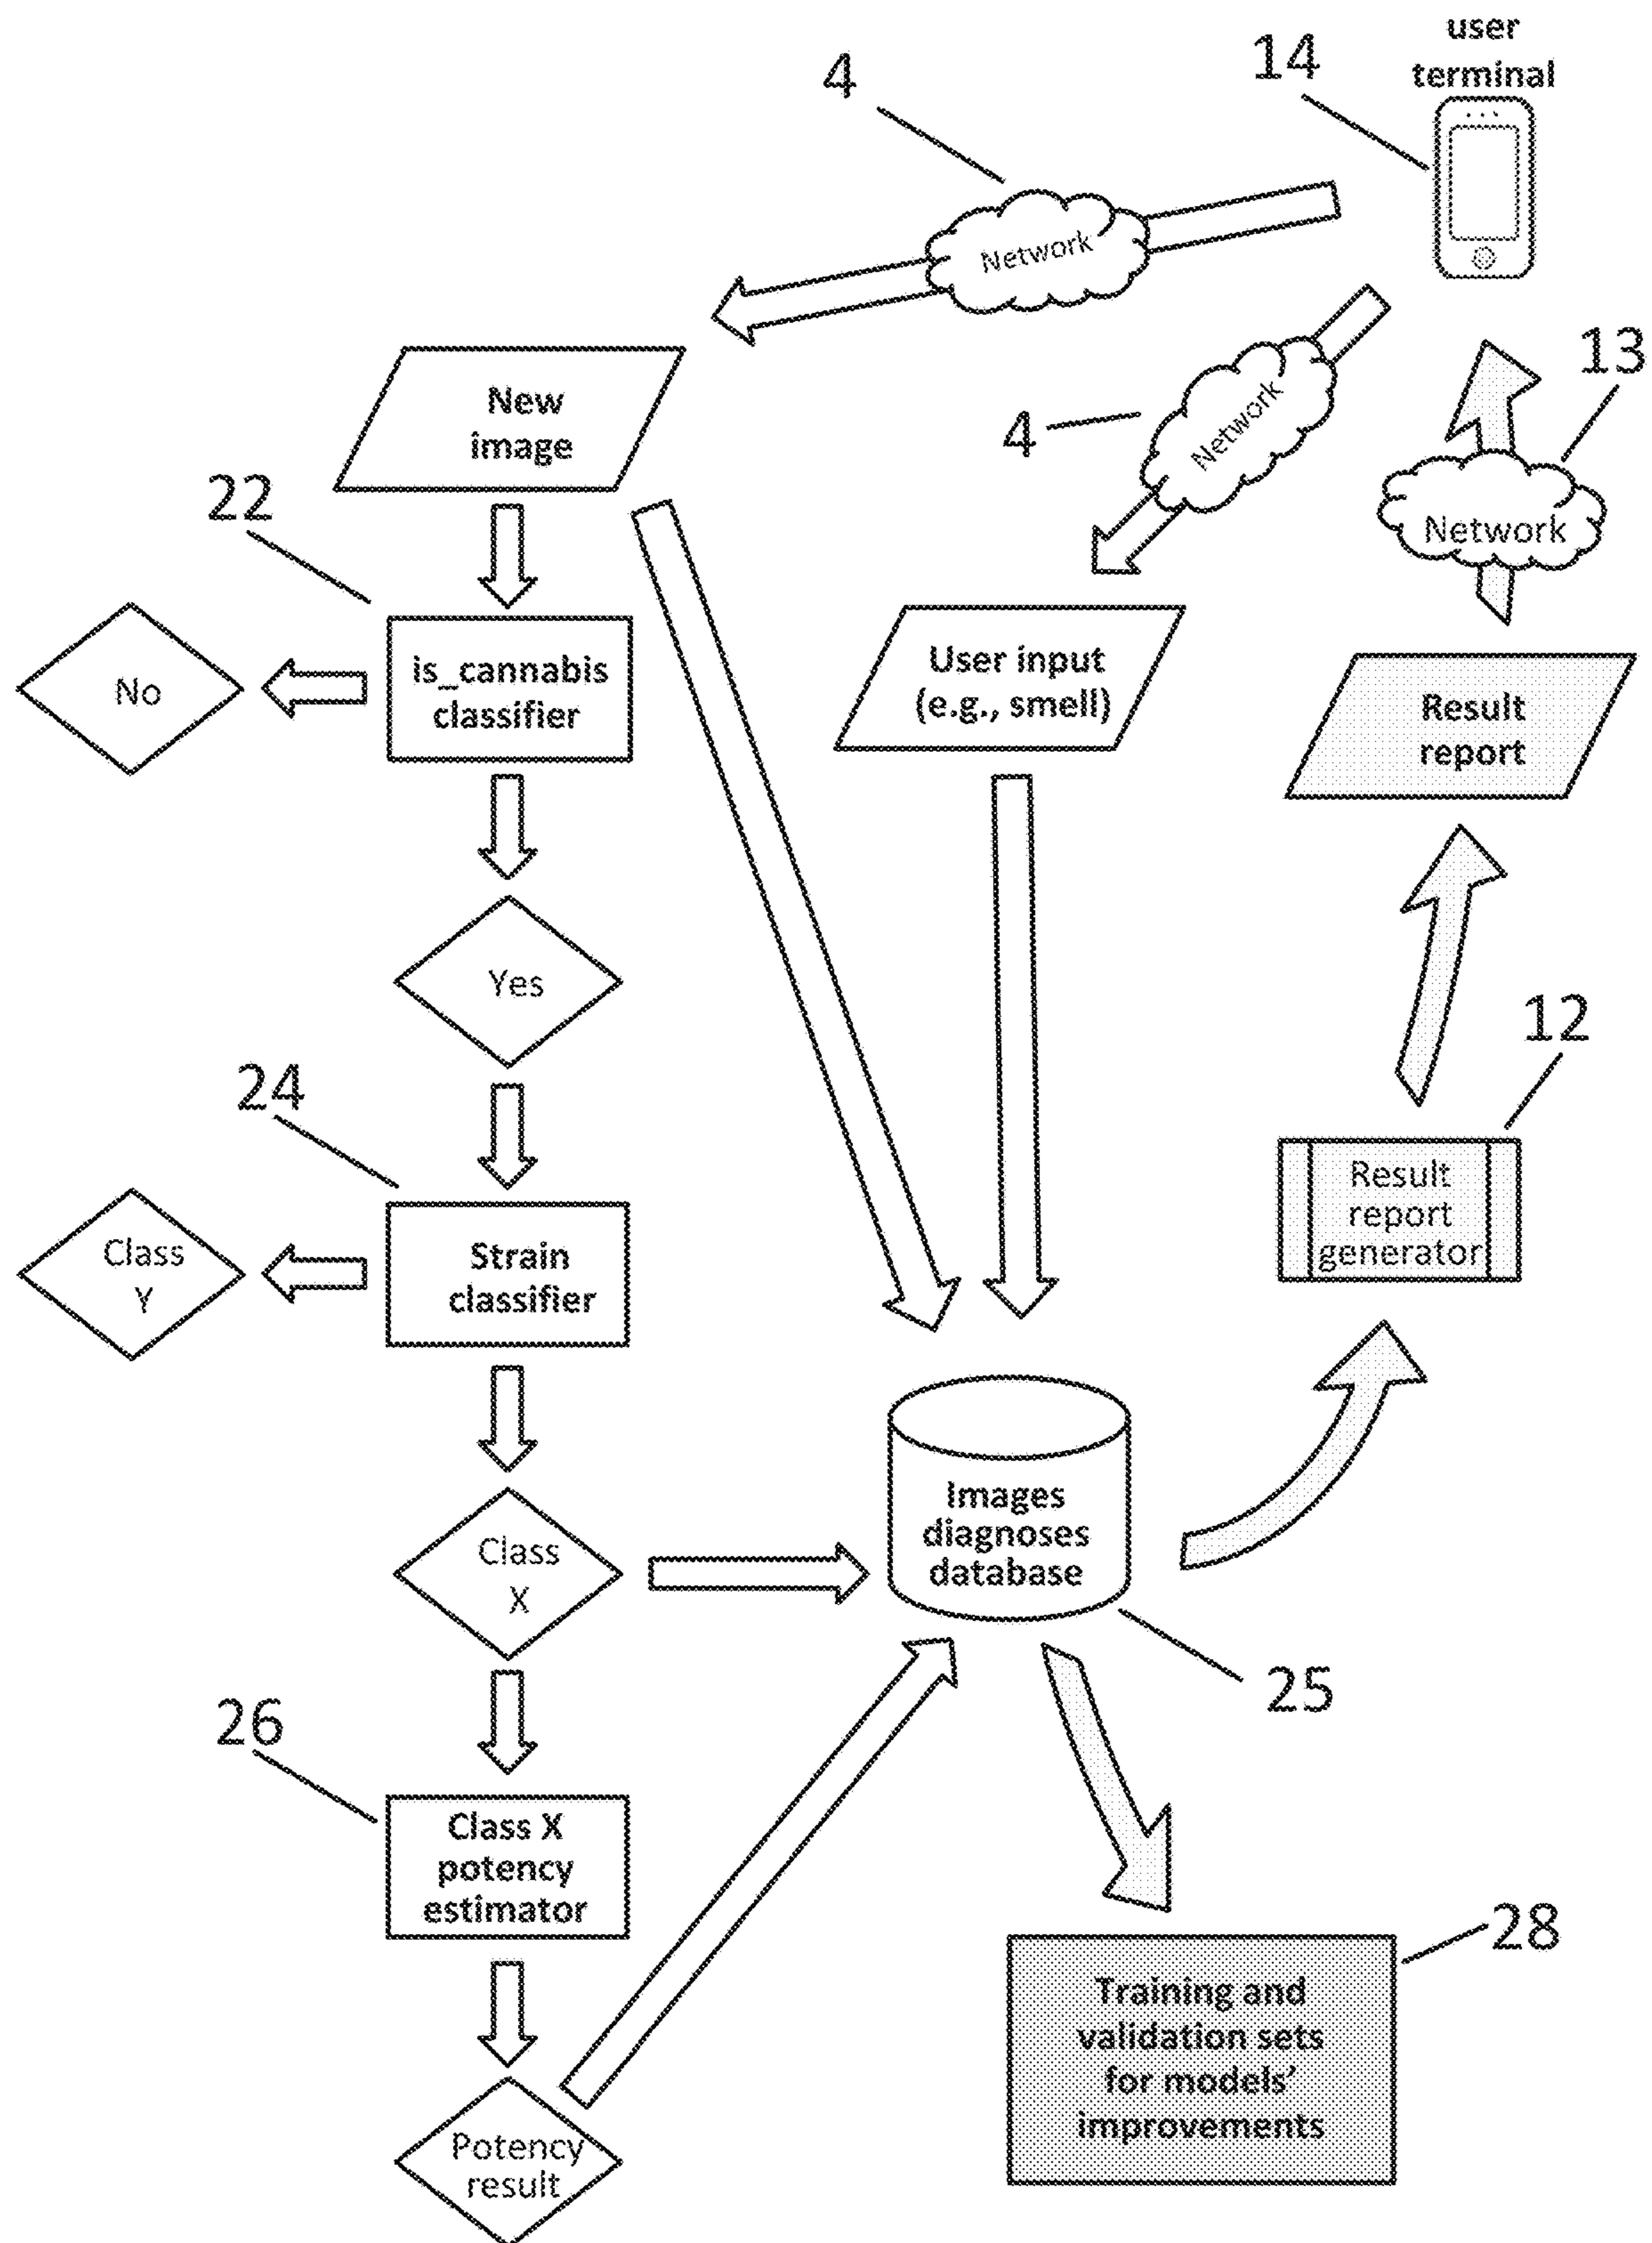 user
terminal
14
4
Network
13
4
Network
Network
New
image
22
is_cannabis
classifier
No
User input
(e.g., smell)
Result
report
Yes
12
Result
report
generator
24
Strain
classifier
Class
Y
Class
X
Images
diagnoses
database
25
26
Class X
potency
estimator
28
Training and
validation sets
for models’
improvements
Potency
result